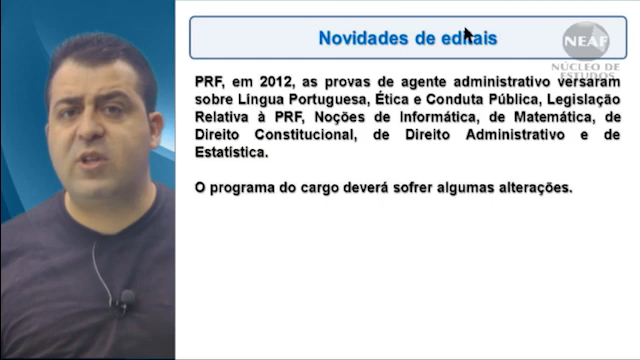 Novidades de editais
NEAF
NÚCLEO DE
ESTUDOS
PRF, em 2012, as provas de agente administrativo versaram
sobre Língua Portuguesa, Ética e Conduta Pública, Legislação
Relativa à PRF, Noções de Informática, de Matemática, de
Direito Constitucional, de Direito Administrativo e de
Estatística.
O programa do cargo deverá sofrer algumas alterações.